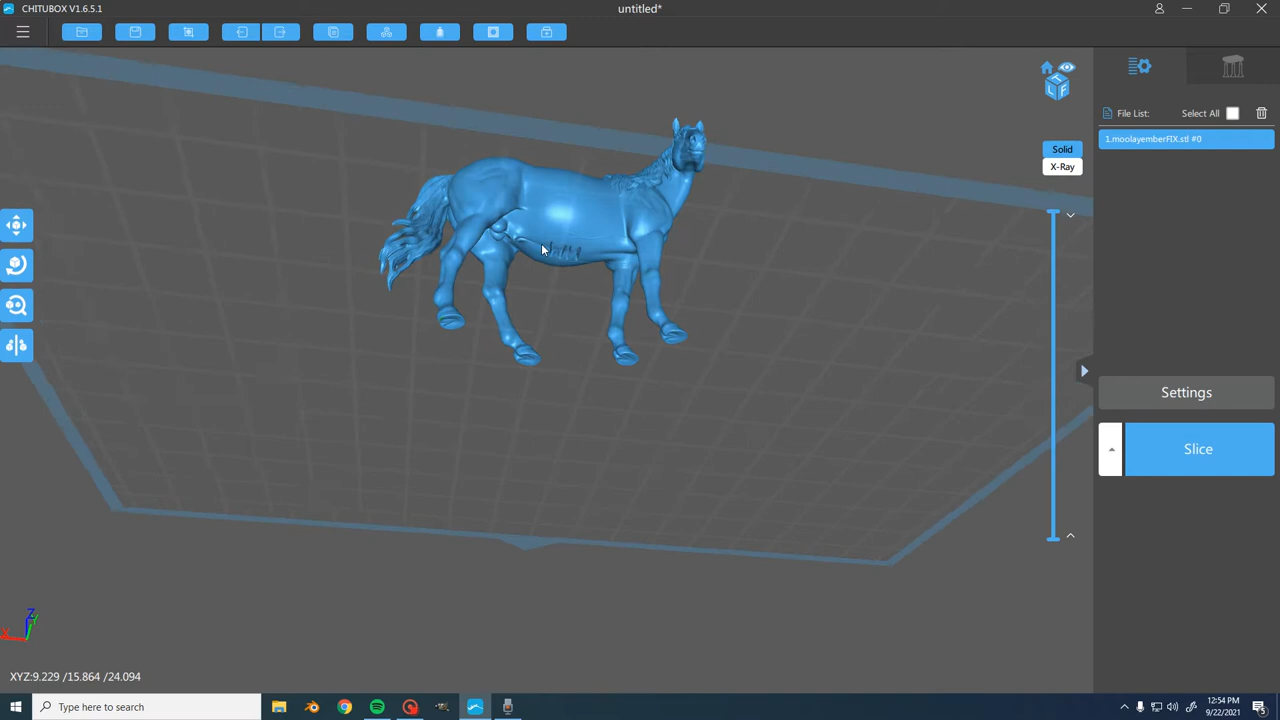 CHITUBOX V1.6.5.1
untitled*
T
L F
File List:
Select All
1.moolayemberFIX.stl #0
Solid
X-Ray
Settings
Slice
Z
Y
X
XYZ:9.229 /15.864 /24.094
Type here to search
12:54 PM
9/22/2021
5